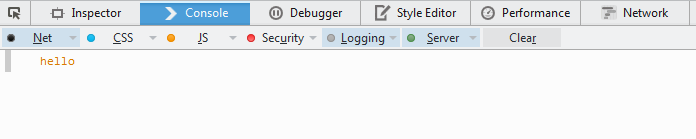 Inspector Console Debugger Style Editor Performance Network
Net CSS JS Security Logging Server Clear
hello